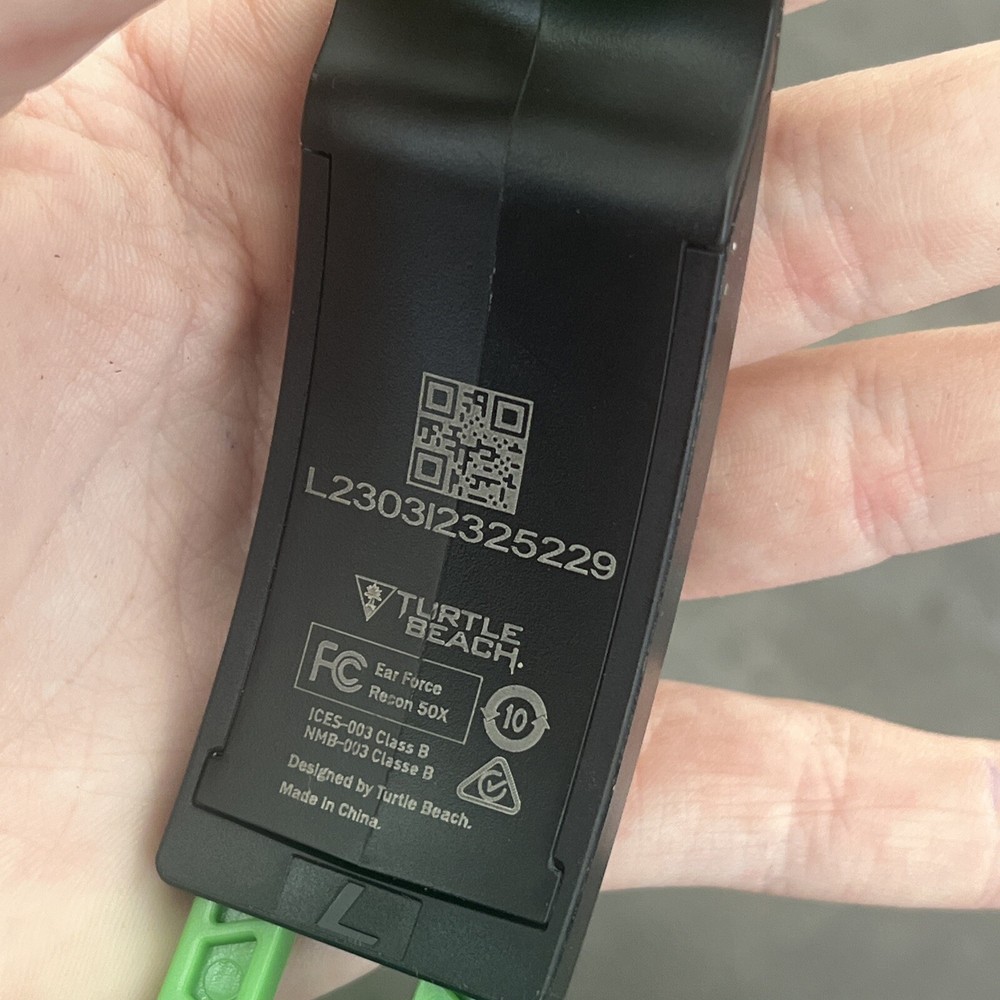 L2303I2325229
TURTLE
BEACH.
FC Ear Force
Recon 50X
10
ICES-003 Class B
NMB-003 Classe B
Designed by Turtle Beach.
Made in China.
L